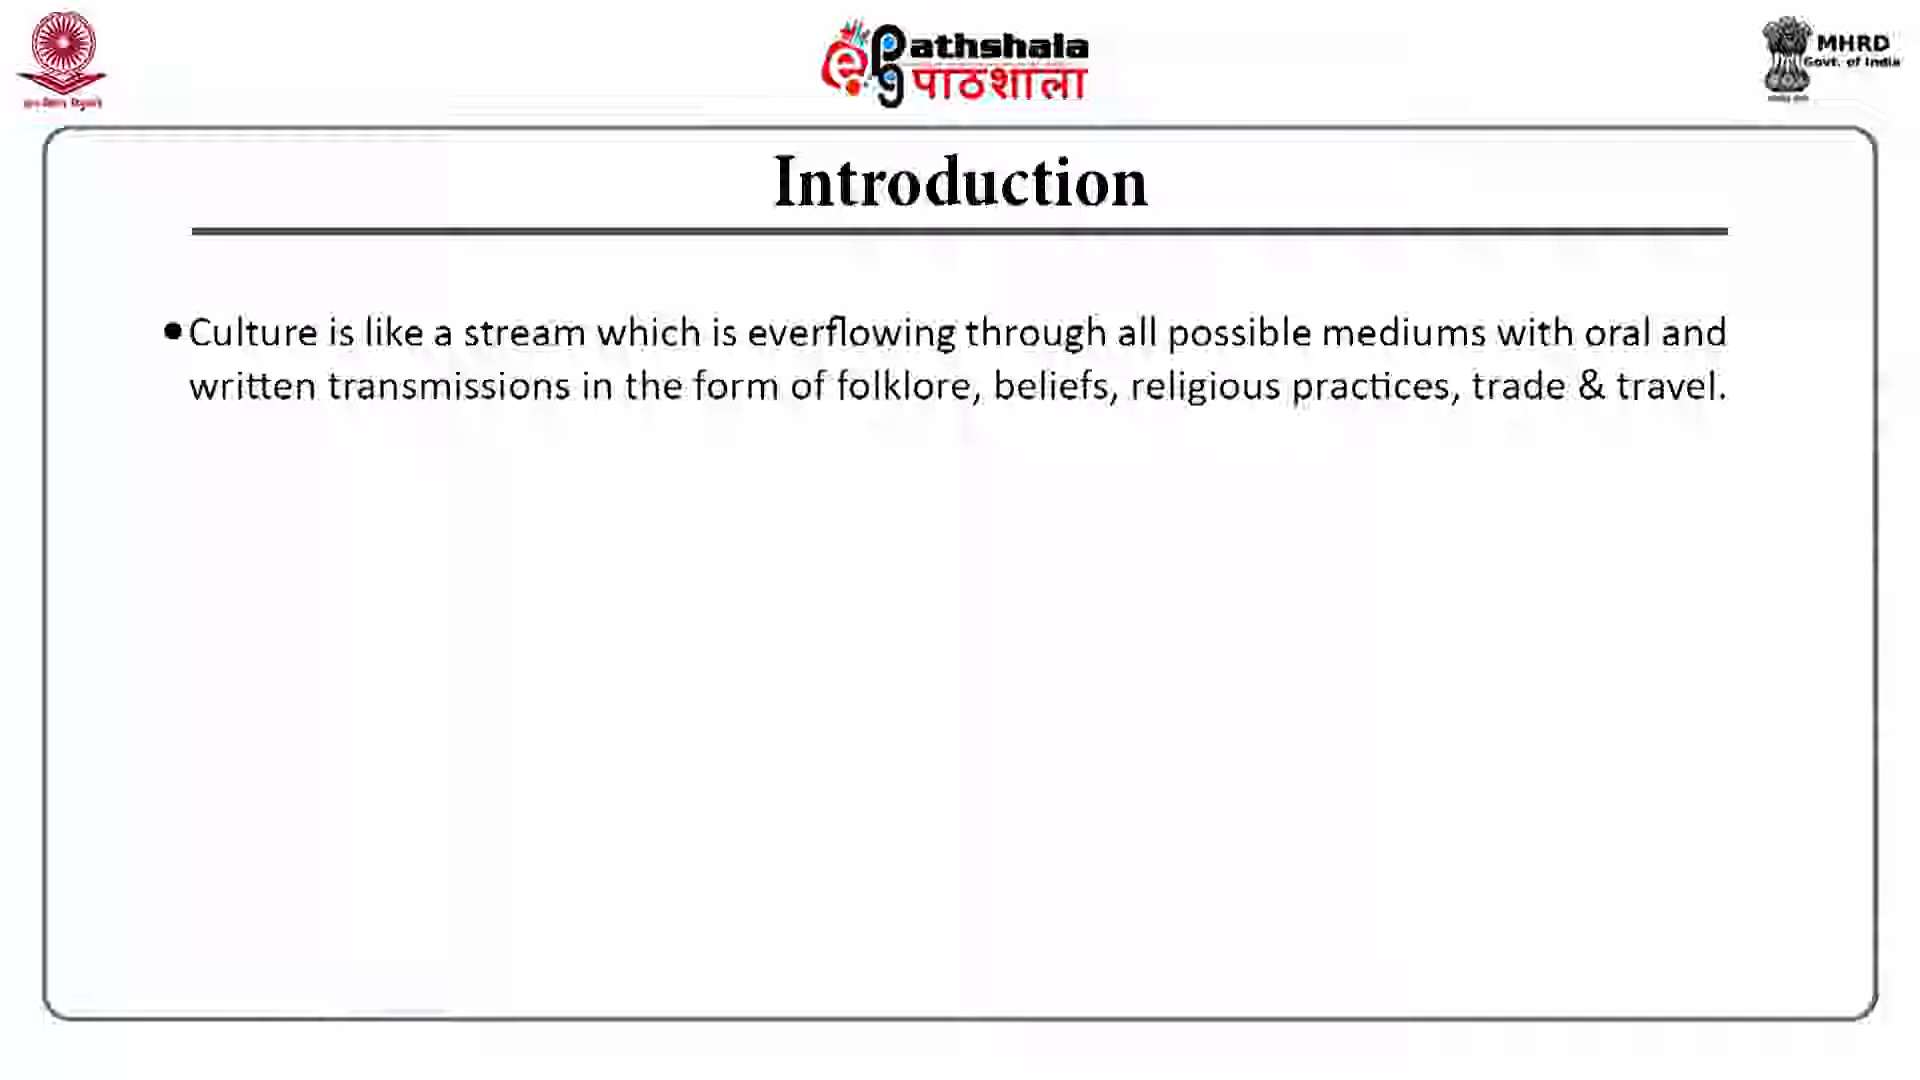 ePG athshala
पाठशाला
MHRD
Govt. of India
Introduction
•Culture is like a stream which is everflowing through all possible mediums with oral and
written transmissions in the form of folklore, beliefs, religious practices, trade & travel.